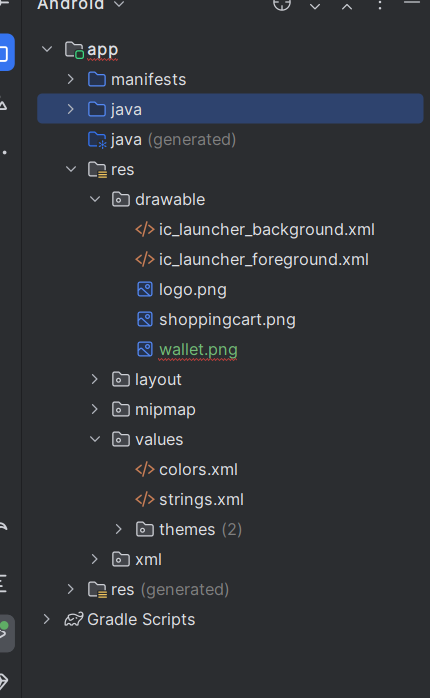 Android
app
manifests
java
java (generated)
res
drawable
ic_launcher_background.xml
ic_launcher_foreground.xml
logo.png
shoppingcart.png
wallet.png
layout
mipmap
values
colors.xml
strings.xml
themes (2)
xml
res (generated)
Gradle Scripts